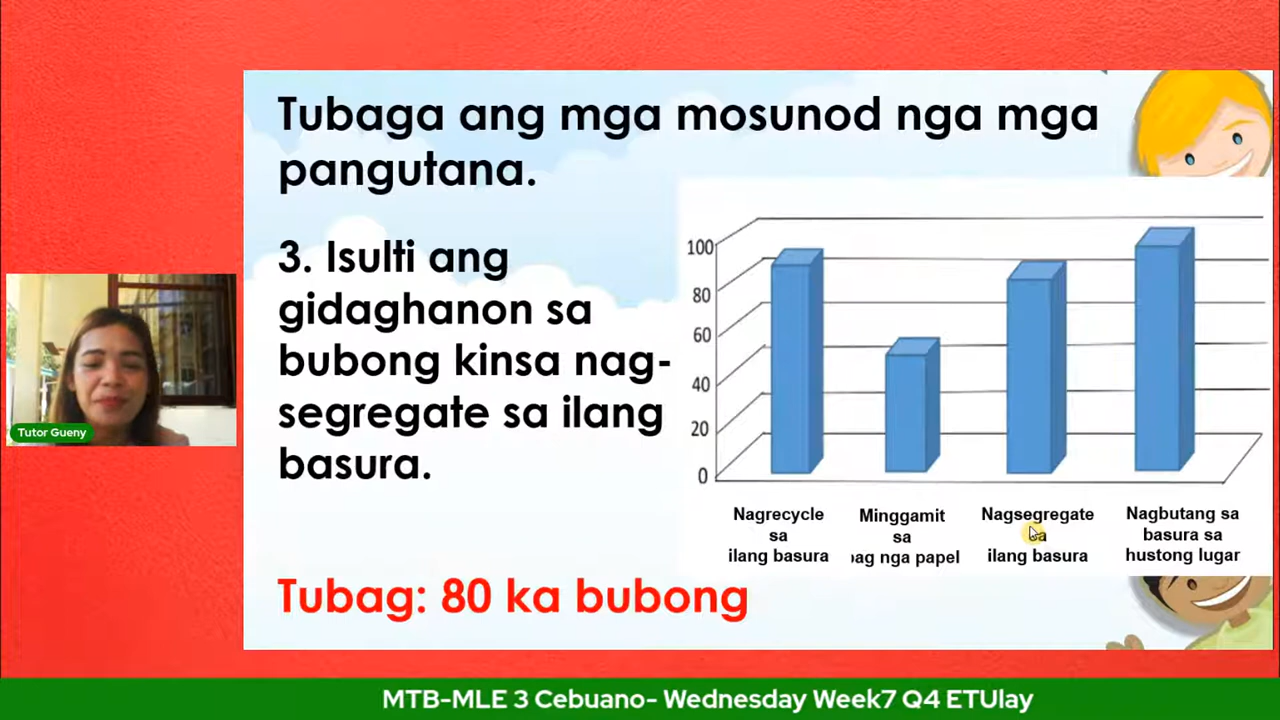 Tubaga ang mga mosunod nga mga
pangutana.
3. Isulti ang
gidaghanon sa
bubong kinsa nag-
segregate sa ilang
basura.
100
80
60
40
20
0
Nagrecycle
sa
ilang basura
Minggamit
sa
nga papel
Nagsegregate
sa
ilang basura
Nagbutang sa
basura sa
hustong lugar
Tubag: 80 ka bubong
Tutor Gueny
MTB-MLE 3 Cebuano- Wednesday Week7 Q4 ETUlay